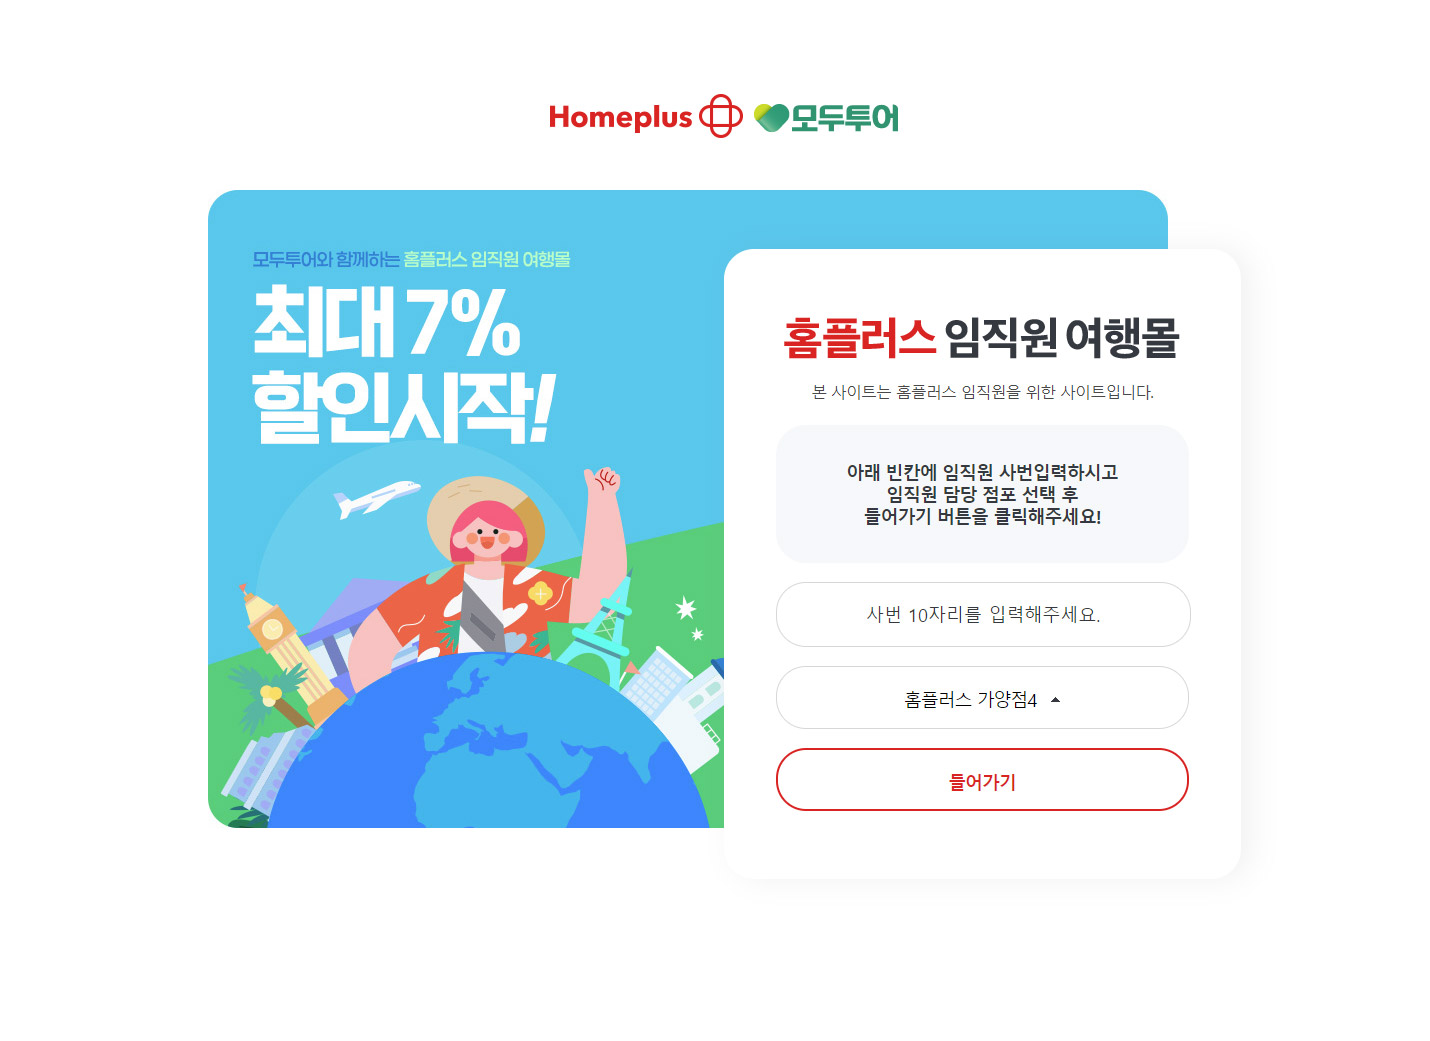 Homeplus 모두투어
모두투어와 함께하는 홈플러스 임직원 여행몰
최대 7%
할인시작!
홈플러스 임직원 여행몰
본 사이트는 홈플러스 임직원을 위한 사이트입니다.
아래 빈칸에 임직원 사번입력하시고
임직원 담당 점포 선택 후
들어가기 버튼을 클릭해주세요!
사번 10자리를 입력해주세요.
홈플러스 가양점4
들어가기